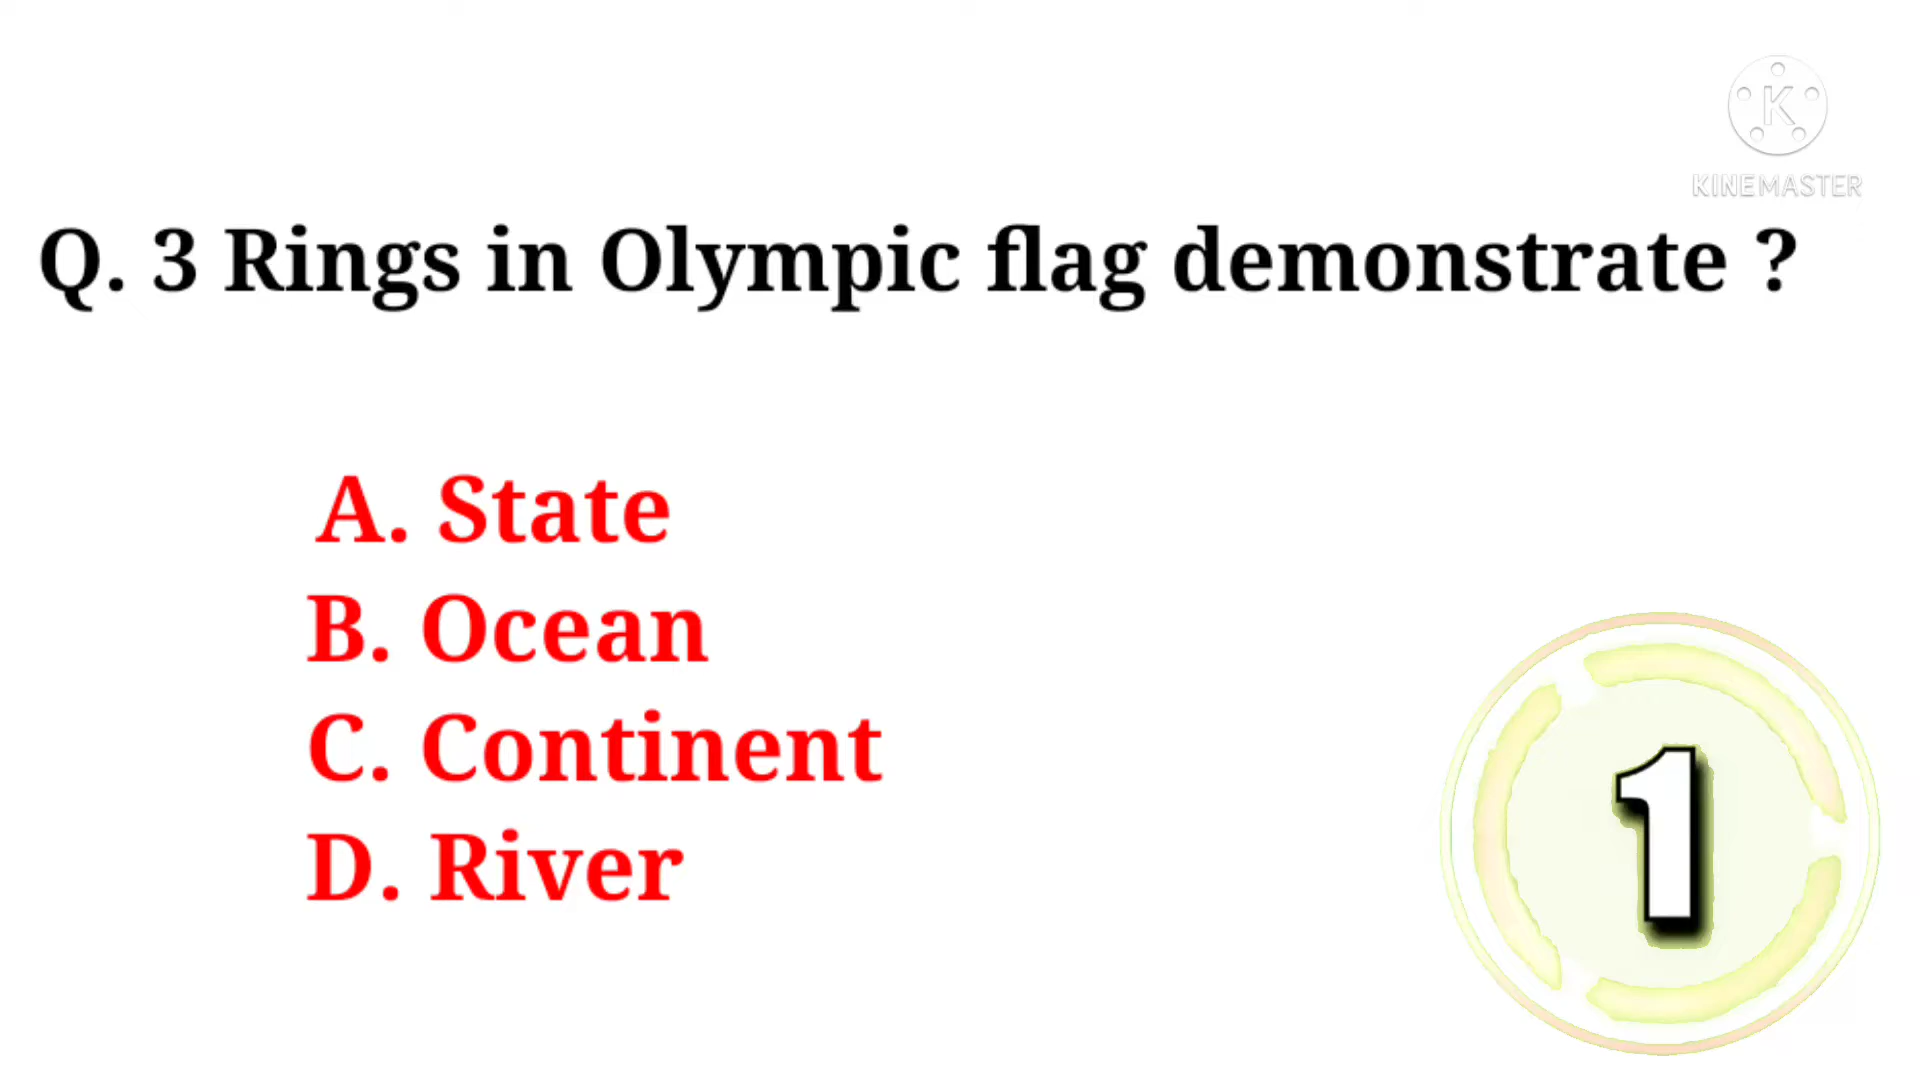 K
KINEMASTER
Q. 3 Rings in Olympic flag demonstrate ?
A. State
B. Ocean
C. Continent
D. River
1